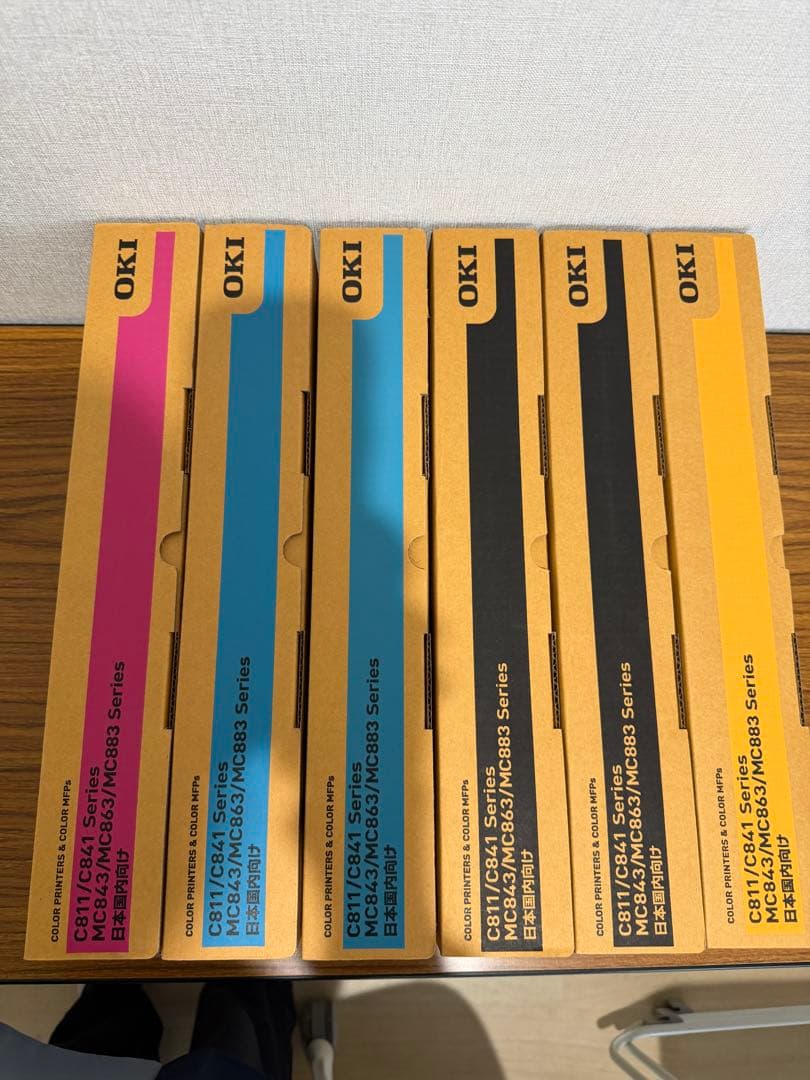 OKI
COLOR PRINTERS & COLOR MFPs
C811/C841 Series
MC843/MC863/MC883 Series
日本国内向け
OKI
COLOR PRINTERS & COLOR MFPs
C811/C841 Series
MC843/MC863/MC883 Series
日本国内向け
OKI
COLOR PRINTERS & COLOR MFPs
C811/C841 Series
MC843/MC863/MC883 Series
日本国内向け
OKI
COLOR PRINTERS & COLOR MFPs
C811/C841 Series
MC843/MC863/MC883 Series
日本国内向け
OKI
COLOR PRINTERS & COLOR MFPs
C811/C841 Series
MC843/MC863/MC883 Series
日本国内向け
OKI
COLOR PRINTERS & COLOR MFPs
C811/C841 Series
MC843/MC863/MC883 Series
日本国内向け